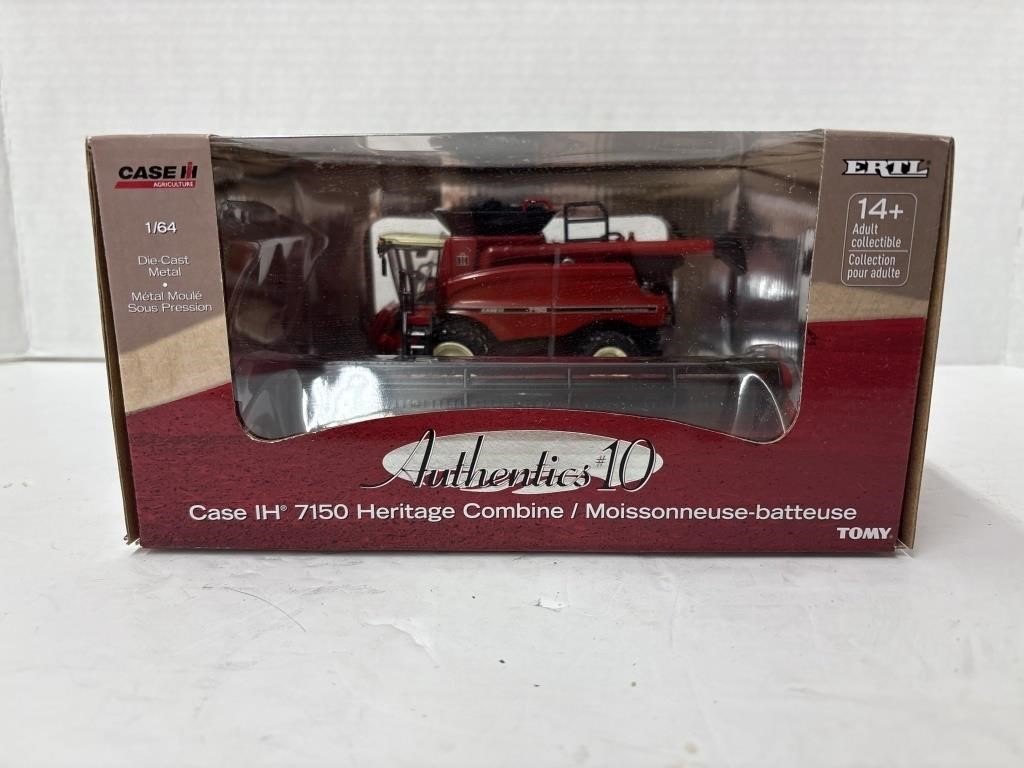 CASE IH
AGRICULTURE
1/64
Die-Cast
Metal
•
Métal Moulé
Sous Pression
ERTL
14+
Adult
collectible
Collection
pour adulte
Authentics #10
Case IH® 7150 Heritage Combine / Moissonneuse-batteuse
TOMY